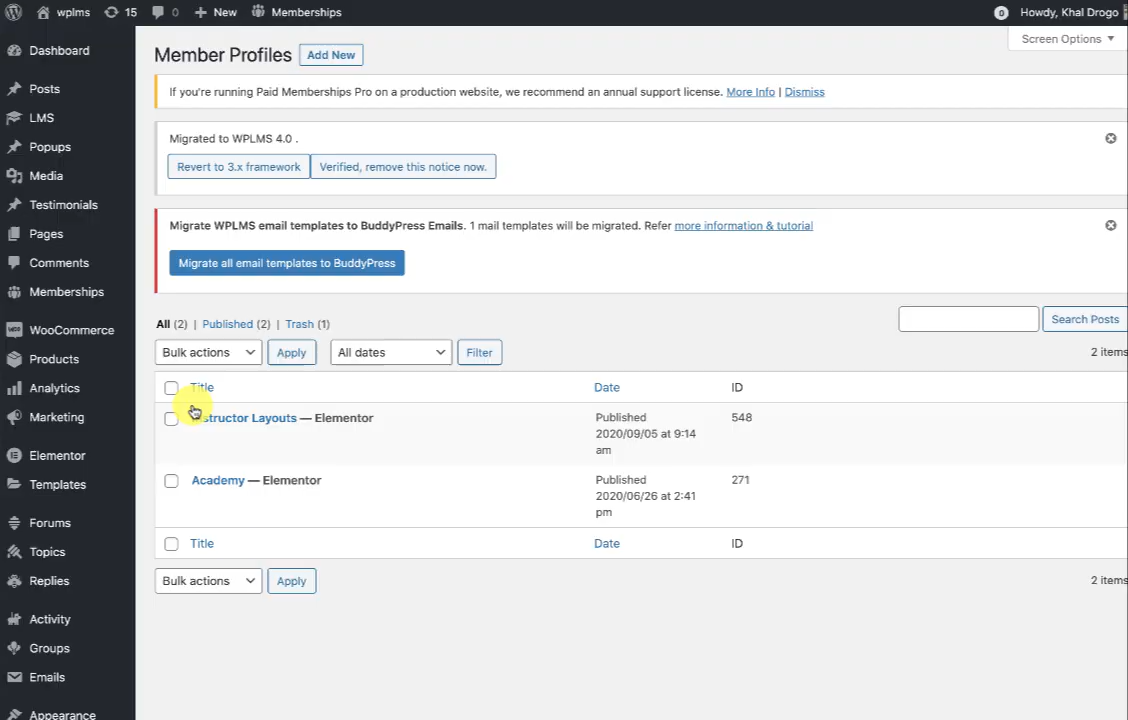 wplms 15 0 New Memberships 0 Howdy, Khal Drogo
Screen Options
Dashboard
Posts
LMS
Popups
Media
Testimonials
Pages
Comments
Memberships
WooCommerce
Products
Analytics
Marketing
Elementor
Templates
Forums
Topics
Replies
Activity
Groups
Emails
Appearance
Member Profiles Add New
If you're running Paid Memberships Pro on a production website, we recommend an annual support license. More Info | Dismiss
Migrated to WPLMS 4.0 .
Revert to 3.x framework Verified, remove this notice now.
Migrate WPLMS email templates to BuddyPress Emails. 1 mail templates will be migrated. Refer more information & tutorial
Migrate all email templates to BuddyPress
All (2) | Published (2) | Trash (1)
Search Posts
Bulk actions Apply All dates Filter 2 items
Title Date ID
Layouts — Elementor Published 548
2020/09/05 at 9:14
am
Academy — Elementor Published 271
2020/06/26 at 2:41
pm
Title Date ID
Bulk actions Apply 2 items